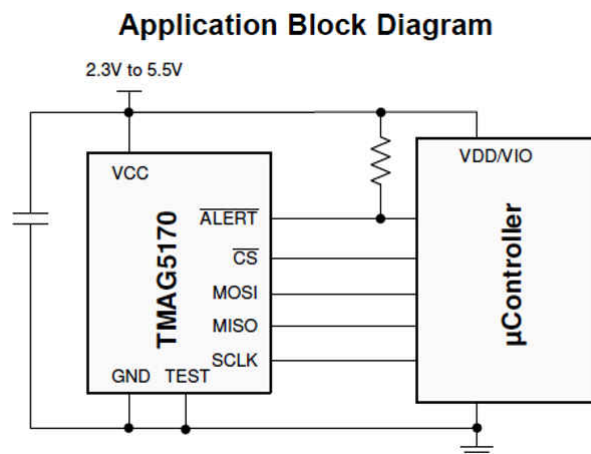 Application Block Diagram
2.3V to 5.5V
VCC
TMAG5170
ALERT
CS
MOSI
MISO
SCLK
GND TEST
VDD/VIO
µController